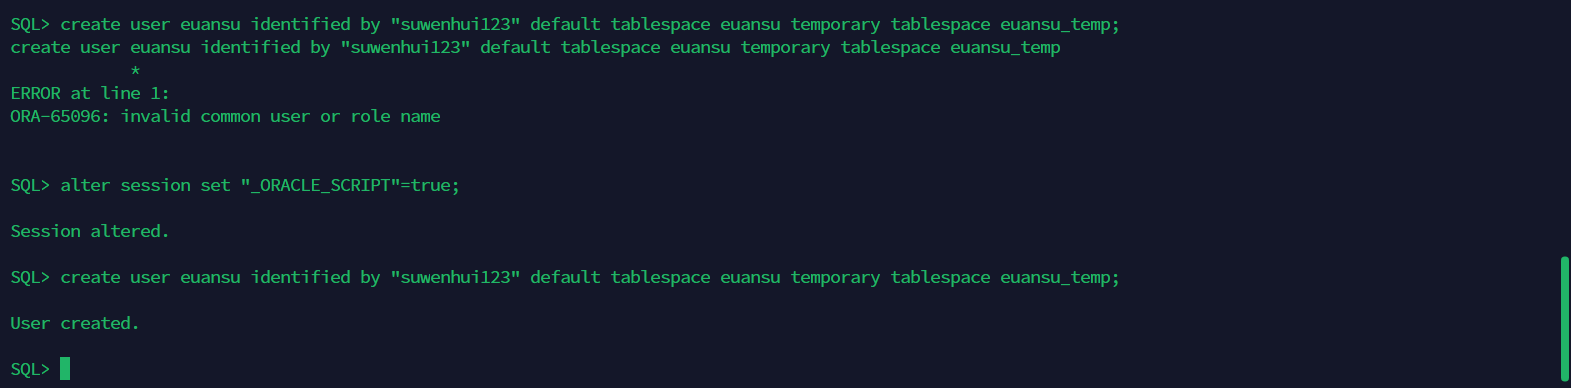 SQL> create user euansu identified by "suwenhui123" default tablespace euansu temporary tablespace euansu_temp;
create user euansu identified by "suwenhui123" default tablespace euansu temporary tablespace euansu_temp
            *
ERROR at line 1:
ORA-65096: invalid common user or role name
SQL> alter session set "_ORACLE_SCRIPT"=true;
Session altered.
SQL> create user euansu identified by "suwenhui123" default tablespace euansu temporary tablespace euansu_temp;
User created.
SQL>